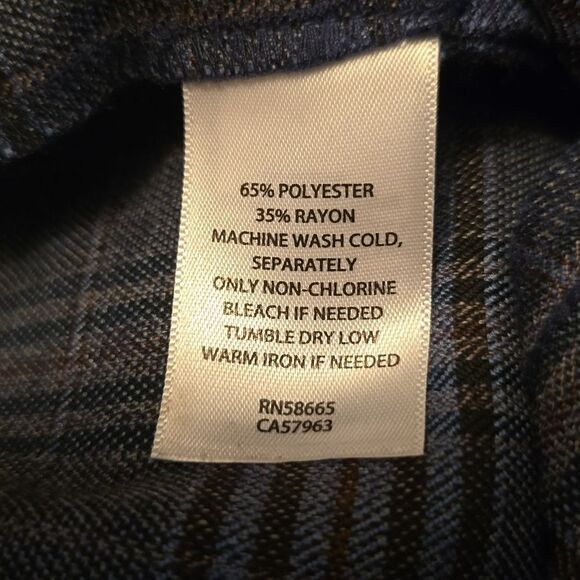 65% POLYESTER
35% RAYON
MACHINE WASH COLD,
SEPARATELY
ONLY NON-CHLORINE
BLEACH IF NEEDED
TUMBLE DRY LOW
WARM IRON IF NEEDED
RN58665
CA57963